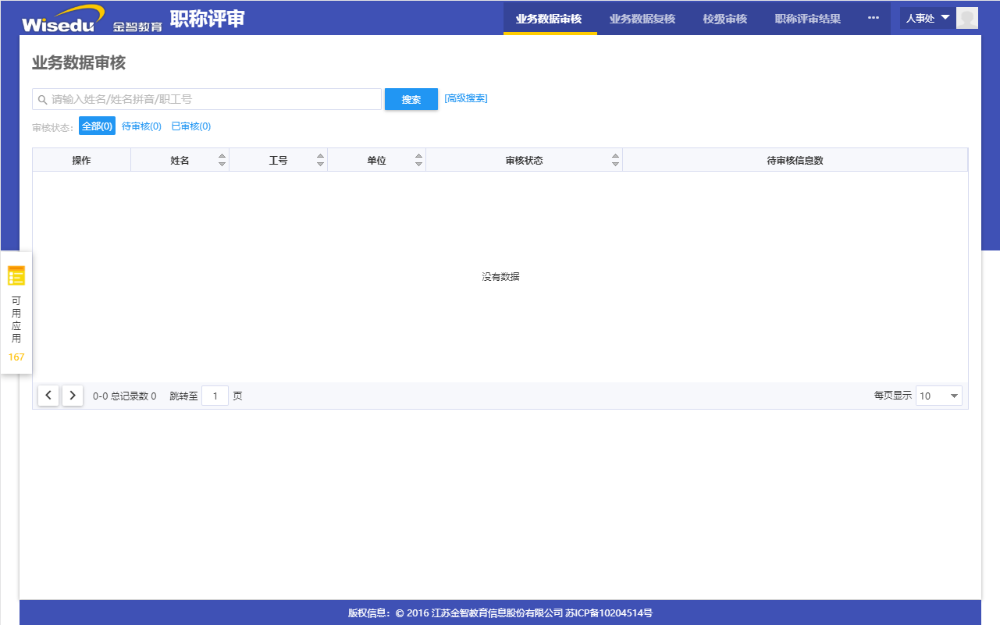 Wisedu 金智教育 职称评审 业务数据审核 业务数据复核 校级审核 职称评审结果 ··· 人事处
业务数据审核
请输入姓名/姓名拼音/职工号 搜索 [高级搜索]
审核状态: 全部(0) 待审核(0) 已审核(0)
操作 姓名 工号 单位 审核状态 待审核信息数
没有数据
可
用
应
用
167
0-0 总记录数 0 跳转至 1 页 每页显示 10
版权信息：© 2016 江苏金智教育信息股份有限公司 苏ICP备10204514号